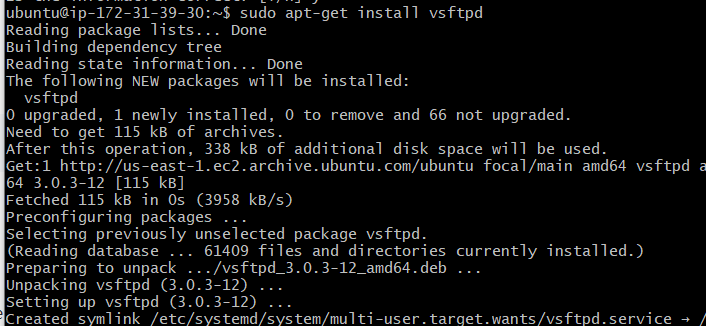 ubuntu@ip-172-31-39-30:~$ sudo apt-get install vsftpd
Reading package lists... Done
Building dependency tree
Reading state information... Done
The following NEW packages will be installed:
  vsftpd
0 upgraded, 1 newly installed, 0 to remove and 66 not upgraded.
Need to get 115 kB of archives.
After this operation, 338 kB of additional disk space will be used.
Get:1 http://us-east-1.ec2.archive.ubuntu.com/ubuntu focal/main amd64 vsftpd a
64 3.0.3-12 [115 kB]
Fetched 115 kB in 0s (3958 kB/s)
Preconfiguring packages ...
Selecting previously unselected package vsftpd.
(Reading database ... 61409 files and directories currently installed.)
Preparing to unpack .../vsftpd_3.0.3-12_amd64.deb ...
Unpacking vsftpd (3.0.3-12) ...
Setting up vsftpd (3.0.3-12) ...
Created symlink /etc/systemd/system/multi-user.target.wants/vsftpd.service → /